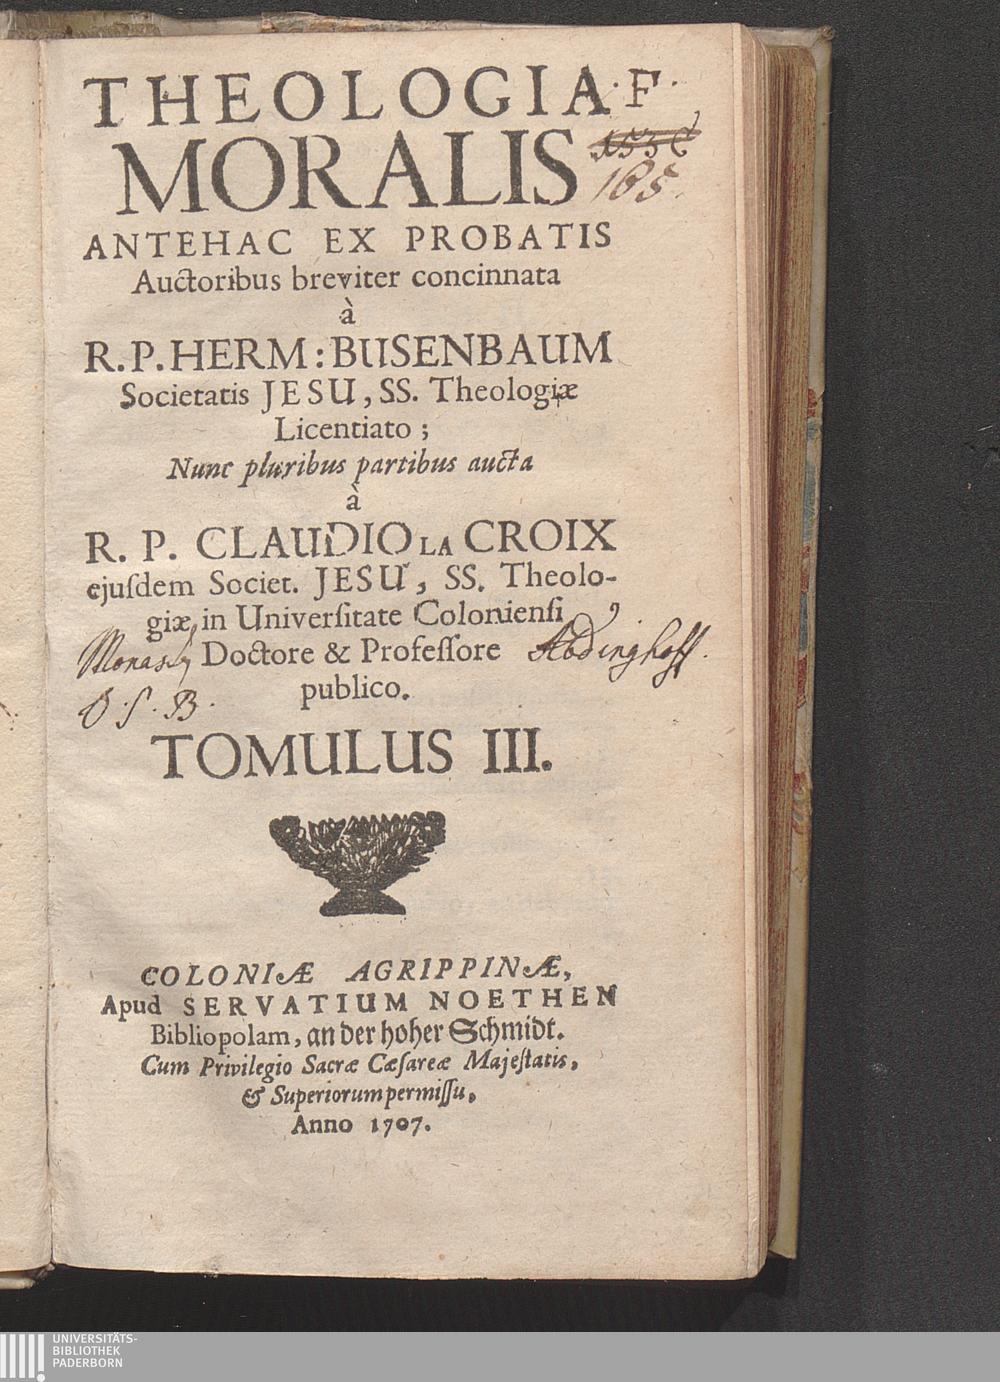 THEOLOGIA F.
MORALIS
165.
ANTEHAC EX PROBATIS
Auctoribus breviter concinnata
à
R.P.HERM:BUSENBAUM
Societatis JESU, SS. Theologiæ
Licentiato;
Nunc pluribus partibus aucta
à
R. P. CLAUDIO LA CROIX
ejuſdem Societ. JESU, SS. Theolo-
giæ in Univerſitate Colonienſi
Monasty Doctore & Profeſſore Abdinghoff.
publico.
O.S.B.
TOMULUS III.
COLONIÆ AGRIPPINÆ,
Apud SERVATIUM NOETHEN
Bibliopolam, an der hoher Schmidt.
Cum Privilegio Sacræ Cæſareæ Majeſtatis,
& Superiorum permiſſu,
Anno 1707.
UNIVERSITÄTS-
BIBLIOTHEK
PADERBORN